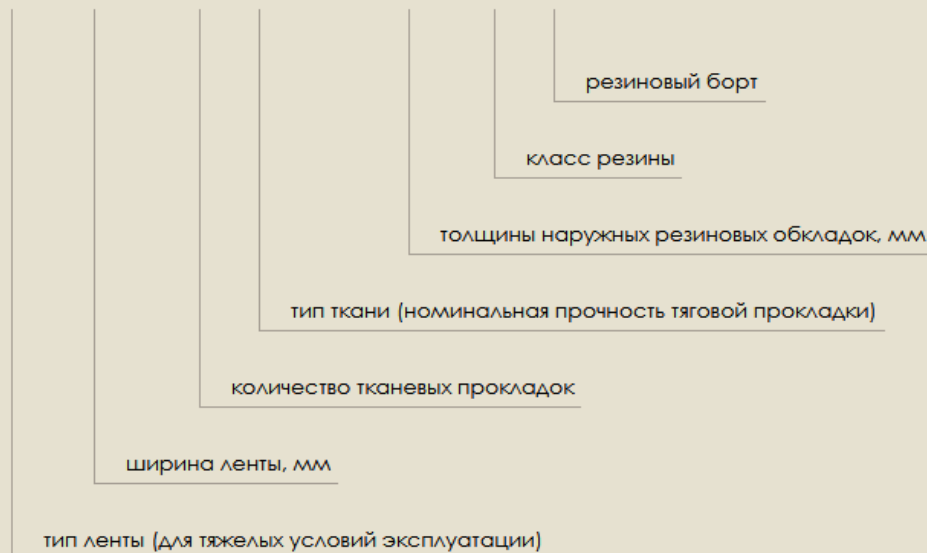 резиновый борт
класс резины
толщины наружных резиновых обкладок, мм
тип ткани (номинальная прочность тяговой прокладки)
количество тканевых прокладок
ширина ленты, мм
тип ленты (для тяжелых условий эксплуатации)